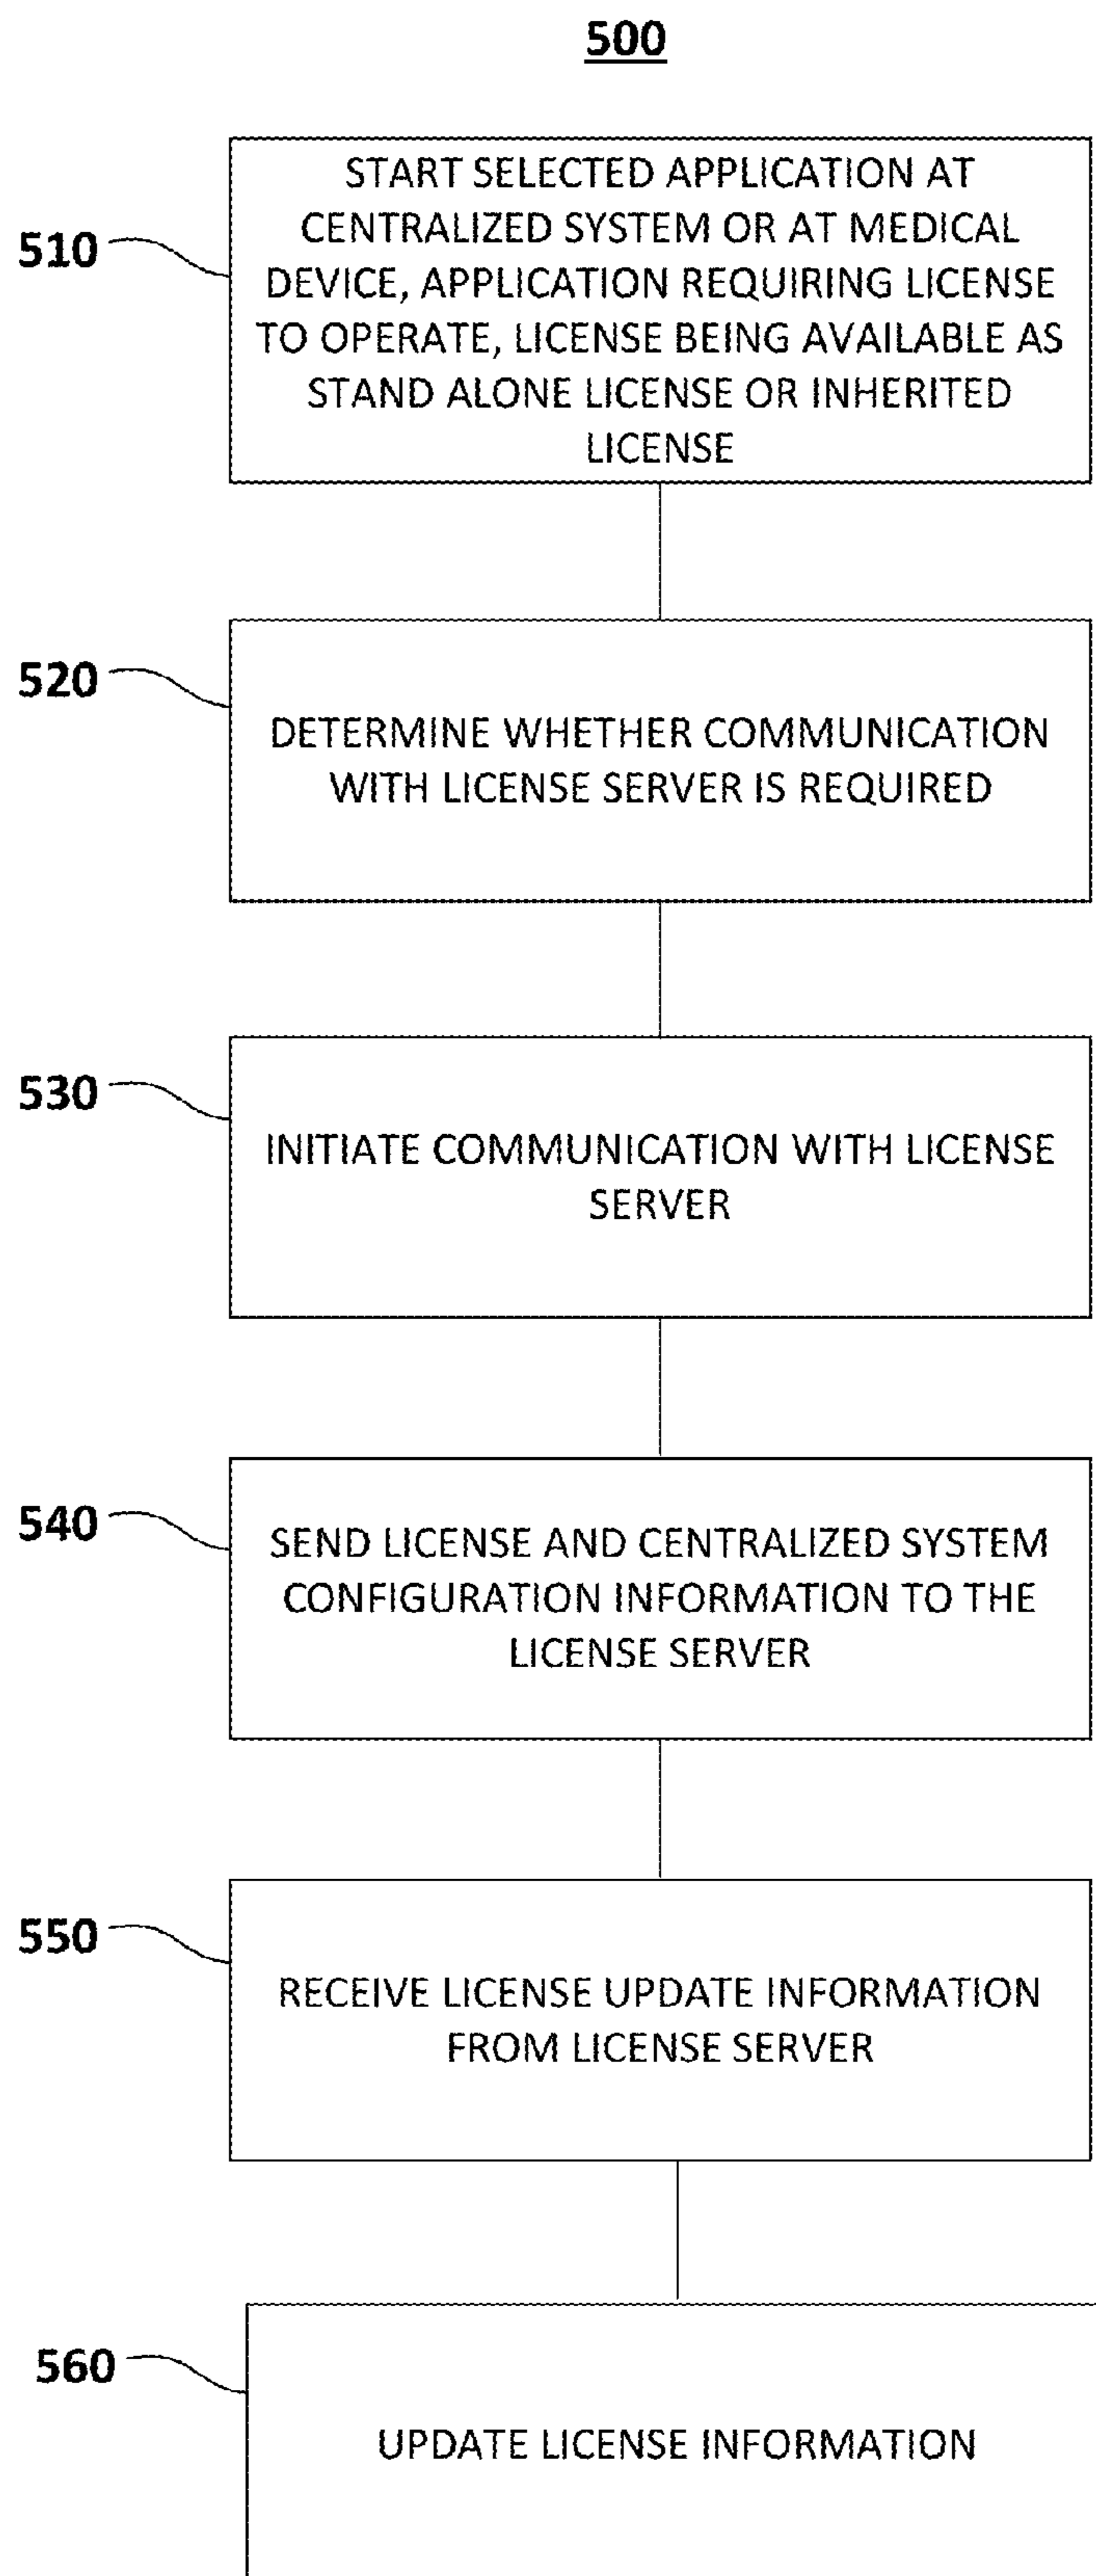 500
510
START SELECTED APPLICATION AT
CENTRALIZED SYSTEM OR AT MEDICAL
DEVICE, APPLICATION REQUIRING LICENSE
TO OPERATE, LICENSE BEING AVAILABLE AS
STAND ALONE LICENSE OR INHERITED
LICENSE
520
DETERMINE WHETHER COMMUNICATION
WITH LICENSE SERVER IS REQUIRED
530
INITIATE COMMUNICATION WITH LICENSE
SERVER
540
SEND LICENSE AND CENTRALIZED SYSTEM
CONFIGURATION INFORMATION TO THE
LICENSE SERVER
550
RECEIVE LICENSE UPDATE INFORMATION
FROM LICENSE SERVER
560
UPDATE LICENSE INFORMATION